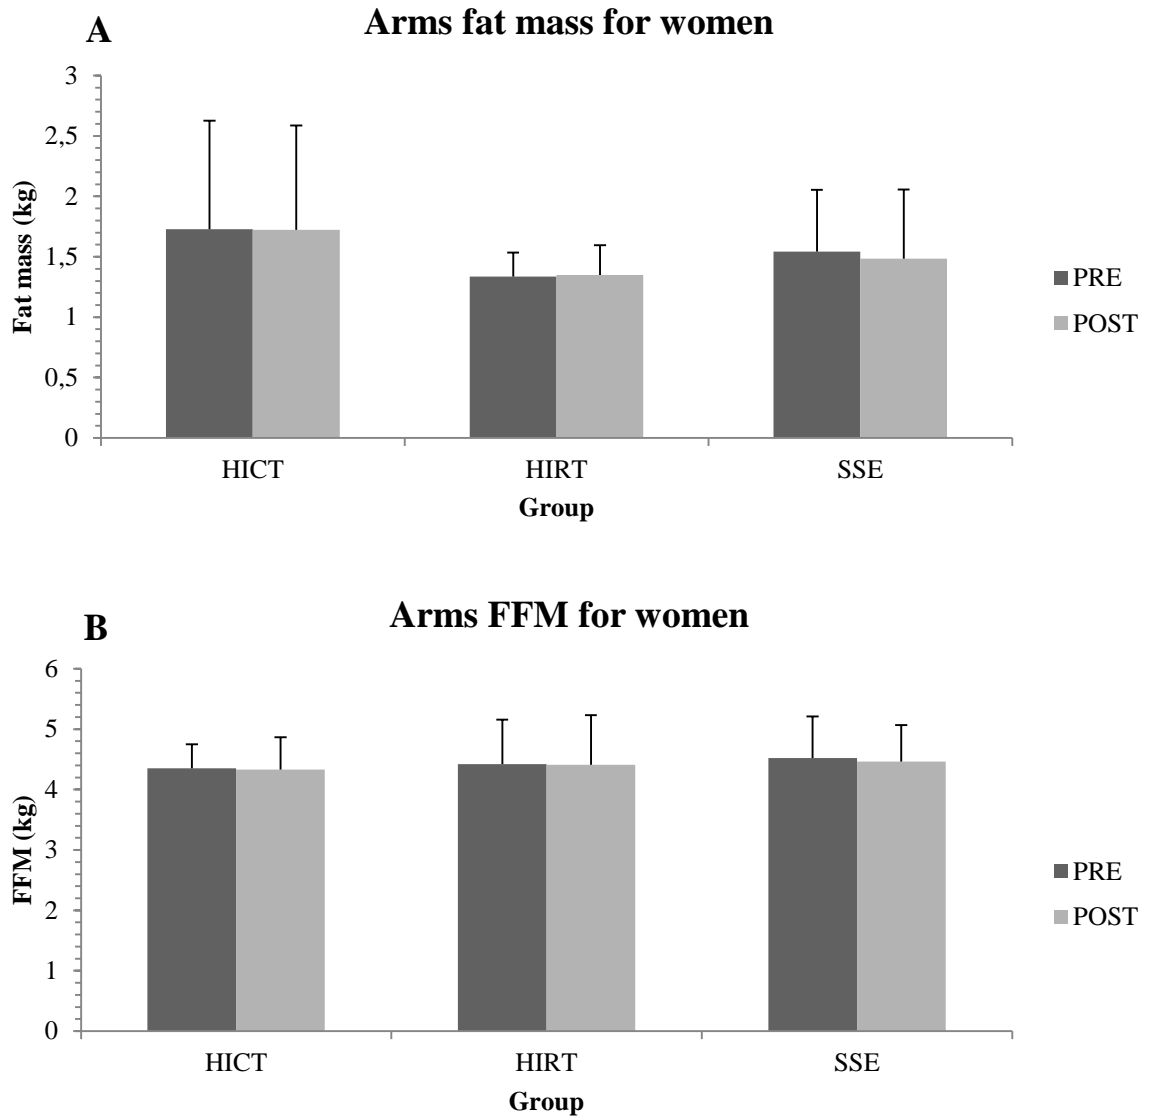 A
Arms fat mass for women
3
2,5
2
1,5
1
0,5
0
Fat mass (kg)
HICT
HIRT
SSE
Group
PRE
POST
B
Arms FFM for women
6
5
4
3
2
1
0
FFM (kg)
HICT
HIRT
SSE
Group
PRE
POST